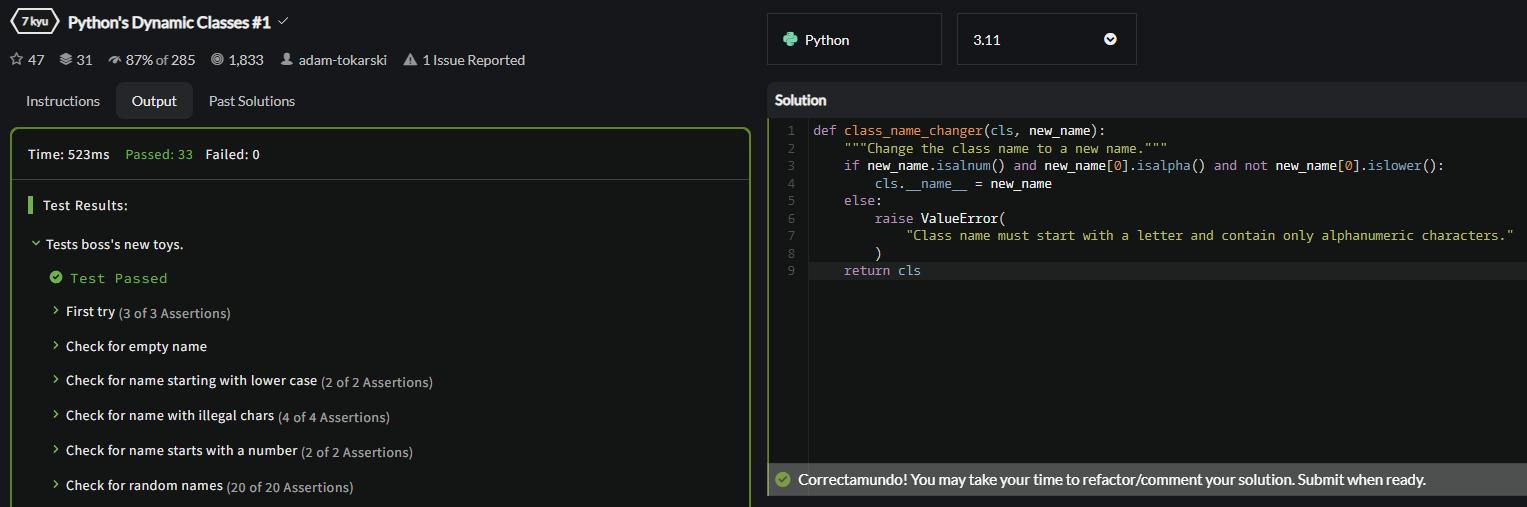 7 kyu Python's Dynamic Classes #1
47 31 87% of 285 1,833 adam-tokarski 1 Issue Reported
Instructions Output Past Solutions
Time: 523ms Passed: 33 Failed: 0
Test Results:
Tests boss's new toys.
Test Passed
First try (3 of 3 Assertions)
Check for empty name
Check for name starting with lower case (2 of 2 Assertions)
Check for name with illegal chars (4 of 4 Assertions)
Check for name starts with a number (2 of 2 Assertions)
Check for random names (20 of 20 Assertions)
Python 3.11
Solution
1 def class_name_changer(cls, new_name):
2     """Change the class name to a new name."""
3     if new_name.isalnum() and new_name[0].isalpha() and not new_name[0].islower():
4         cls.__name__ = new_name
5     else:
6         raise ValueError(
7             "Class name must start with a letter and contain only alphanumeric characters."
8         )
9     return cls
Correctamundo! You may take your time to refactor/comment your solution. Submit when ready.